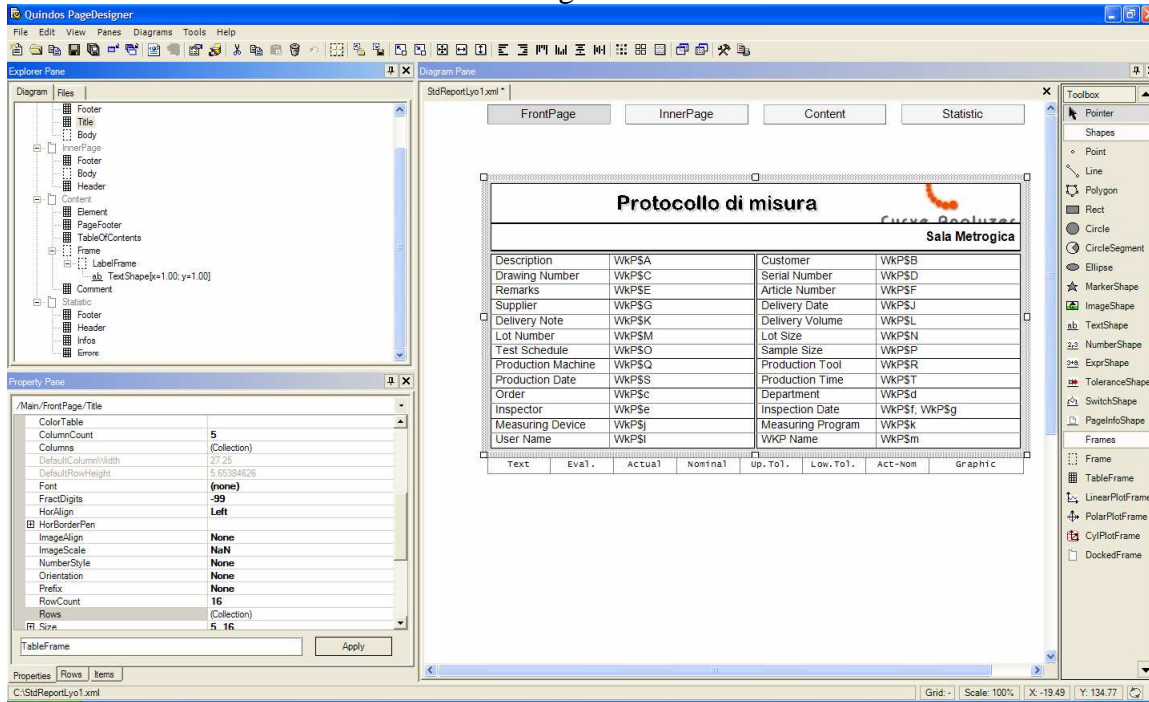 Quindos PageDesigner
File Edit View Panes Diagrams Tools Help
Explorer Pane
Diagram Files
Footer
Title
Body
InnerPage
Footer
Body
Header
Content
Element
PageFooter
TableOfContents
Frame
LabelFrame
ab TextShape[x=1.00; y=1.00]
Comment
Statistic
Footer
Header
Infos
Errore
Property Pane
/Main/FrontPage/Title
ColorTable
ColumnCount 5
Columns (Collection)
DefaultColumnWidth 27.25
DefaultRowHeight 5.65384626
Font (none)
FractDigits -99
HorAlign Left
HorBorderPen
ImageAlign None
ImageScale NaN
NumberStyle None
Orientation None
Prefix None
RowCount 16
Rows (Collection)
Size 5 16
TableFrame Apply
Properties Rows Items
C:\StdReportLyo1.xml
Diagram Pane
StdReportLyo1.xml *
FrontPage InnerPage Content Statistic
Protocollo di misura
Curve Analyzer
Sala Metrogica
Description WkP$A Customer WkP$B
Drawing Number WkP$C Serial Number WkP$D
Remarks WkP$E Article Number WkP$F
Supplier WkP$G Delivery Date WkP$J
Delivery Note WkP$K Delivery Volume WkP$L
Lot Number WkP$M Lot Size WkP$N
Test Schedule WkP$O Sample Size WkP$P
Production Machine WkP$Q Production Tool WkP$R
Production Date WkP$S Production Time WkP$T
Order WkP$c Department WkP$d
Inspector WkP$e Inspection Date WkP$f, WkP$g
Measuring Device WkP$j Measuring Program WkP$k
User Name WkP$l WKP Name WkP$m
Text Eval. Actual Nominal Up.Tol. Low.Tol. Act-Nom Graphic
Toolbox
Pointer
Shapes
Point
Line
Polygon
Rect
Circle
CircleSegment
Ellipse
MarkerShape
ImageShape
ab TextShape
2,3 NumberShape
3+8 ExprShape
ToleranceShape
SwitchShape
PageInfoShape
Frames
Frame
TableFrame
LinearPlotFrame
PolarPlotFrame
CylPlotFrame
DockedFrame
Grid: - Scale: 100% X: -19.49 Y: 134.77